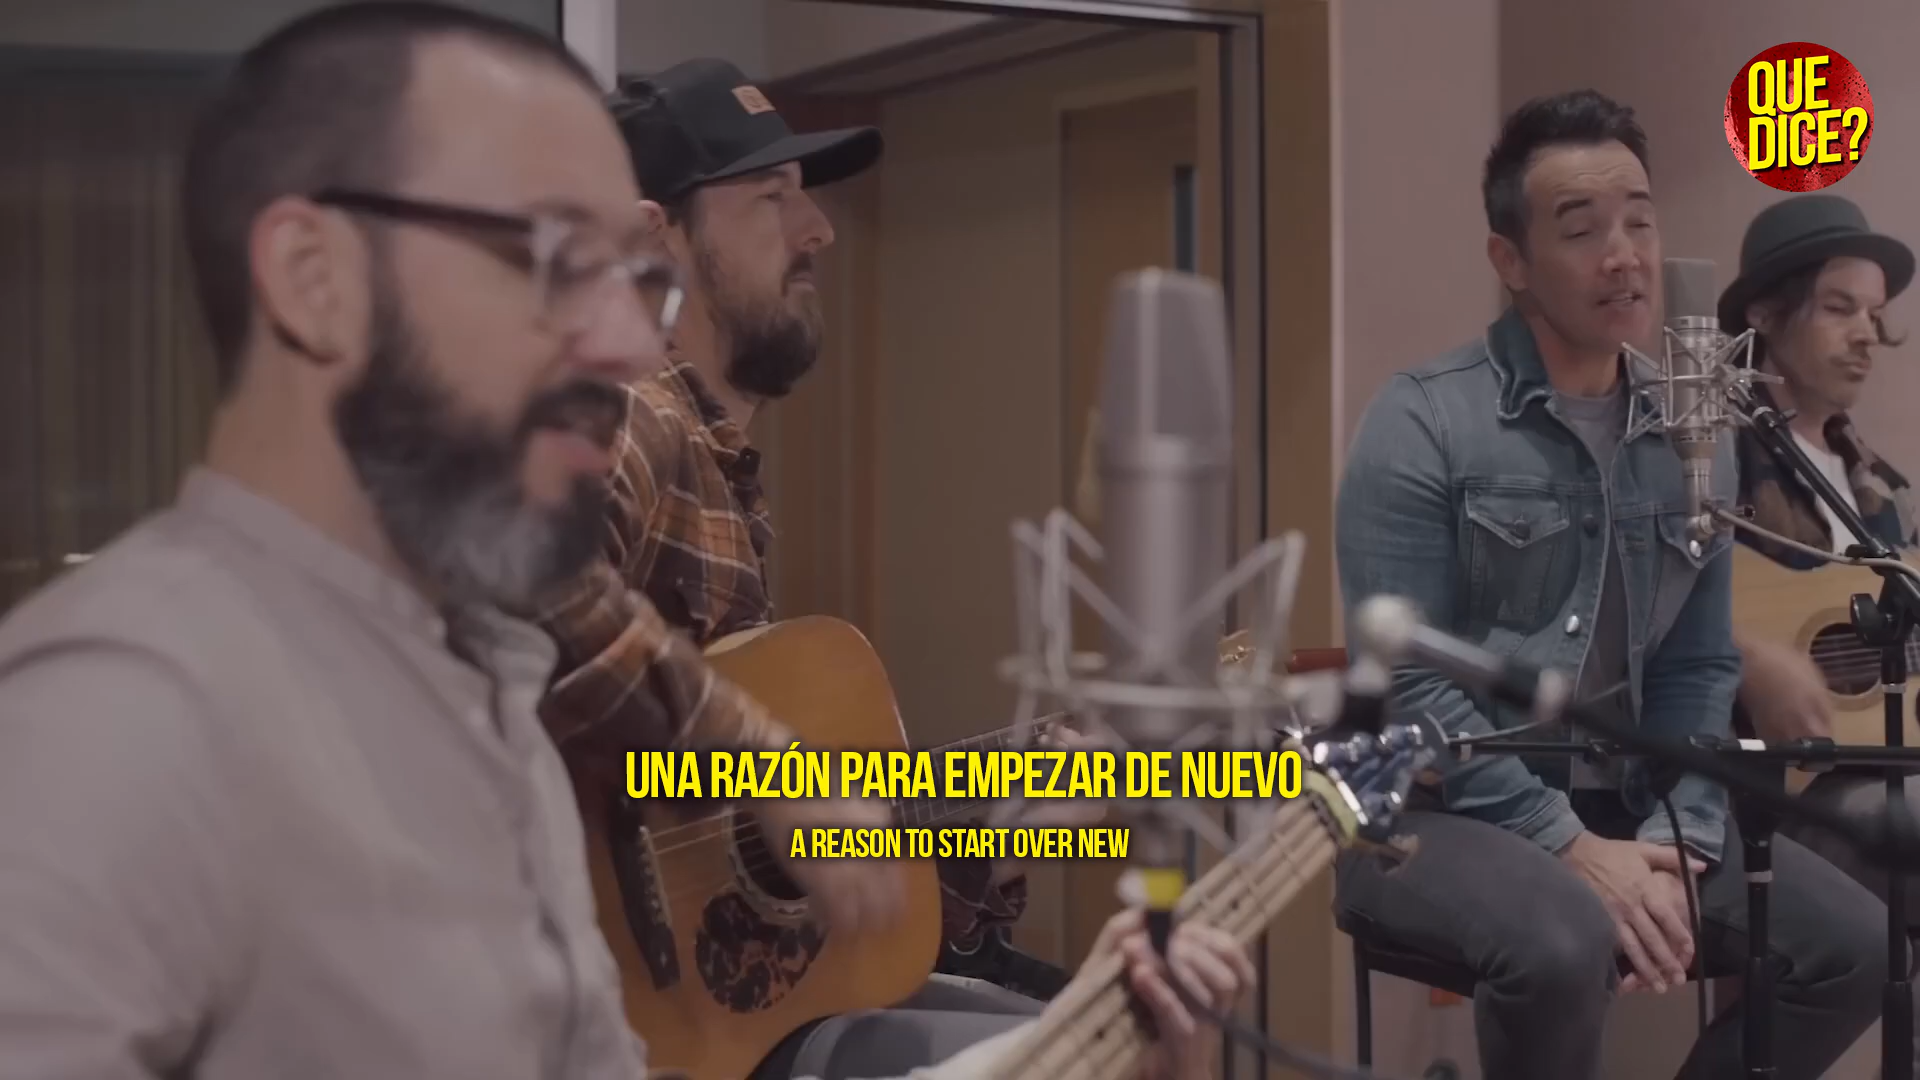 QUE
DICE?
UNA RAZÓN PARA EMPEZAR DE NUEVO
A REASON TO START OVER NEW